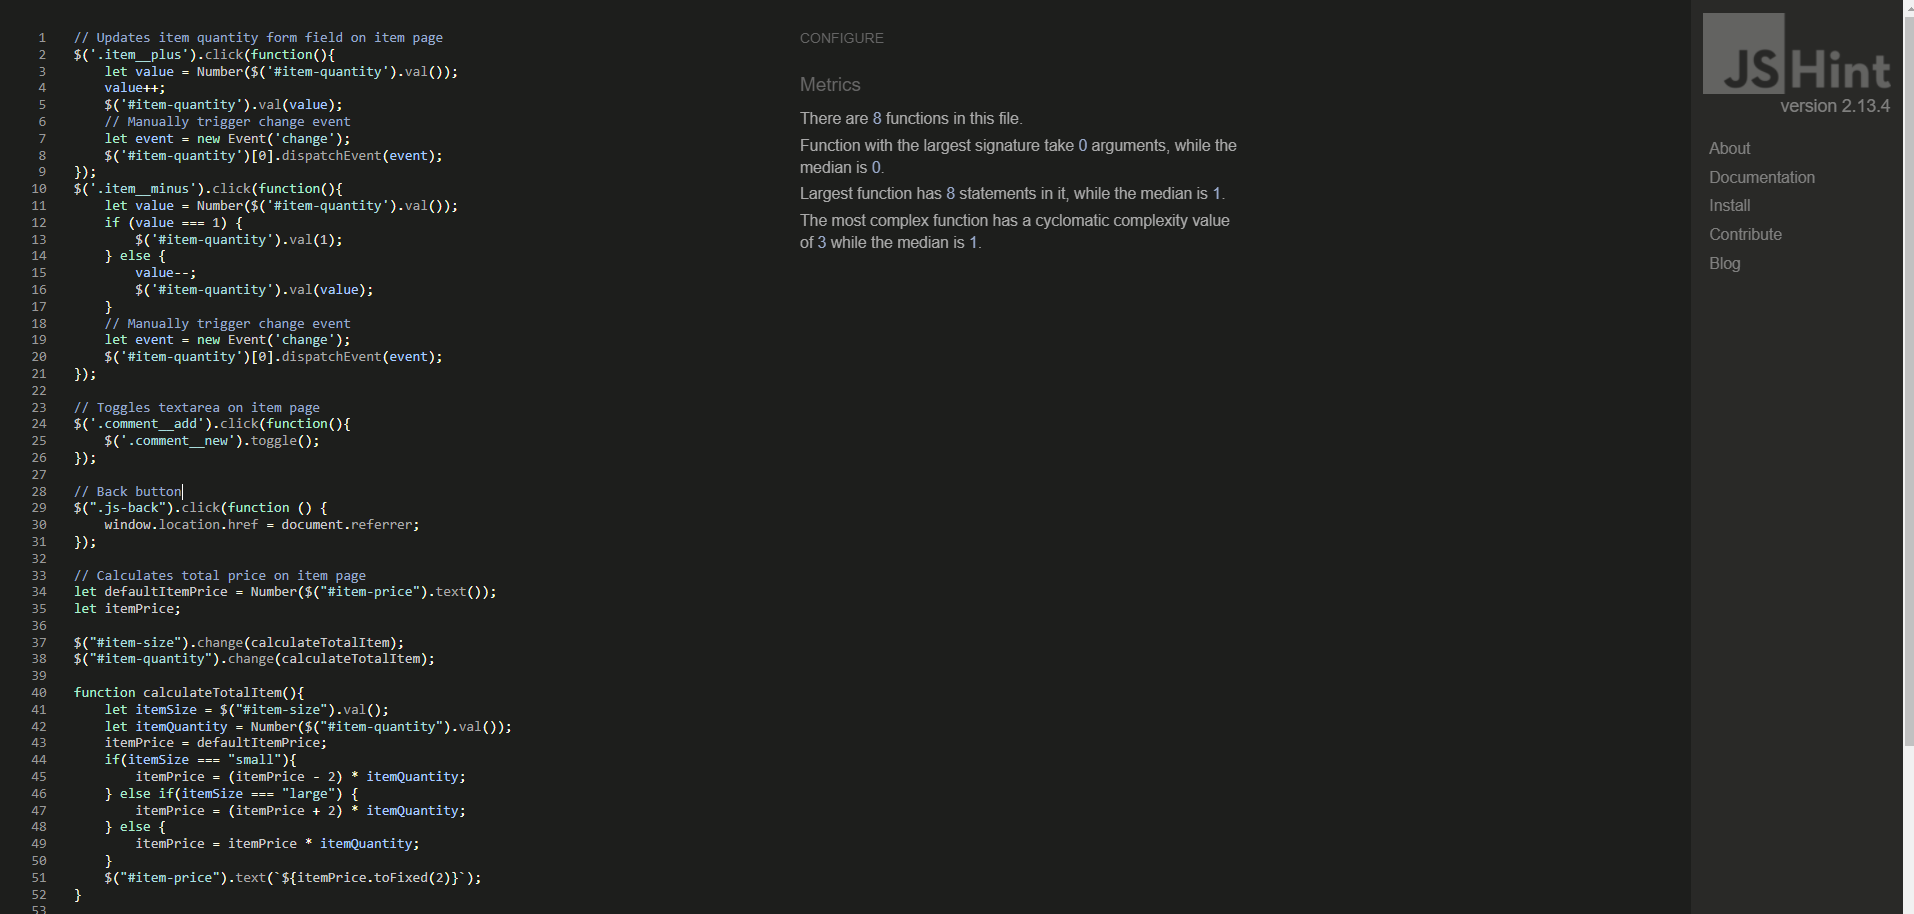 1 // Updates item quantity form field on item page
2 $('.item__plus').click(function(){
3     let value = Number($('#item-quantity').val());
4     value++;
5     $('#item-quantity').val(value);
6     // Manually trigger change event
7     let event = new Event('change');
8     $('#item-quantity')[0].dispatchEvent(event);
9 });
10 $('.item__minus').click(function(){
11     let value = Number($('#item-quantity').val());
12     if (value === 1) {
13         $('#item-quantity').val(1);
14     } else {
15         value--;
16         $('#item-quantity').val(value);
17     }
18     // Manually trigger change event
19     let event = new Event('change');
20     $('#item-quantity')[0].dispatchEvent(event);
21 });
22
23 // Toggles textarea on item page
24 $('.comment__add').click(function(){
25     $('.comment__new').toggle();
26 });
27
28 // Back button
29 $(".js-back").click(function () {
30     window.location.href = document.referrer;
31 });
32
33 // Calculates total price on item page
34 let defaultItemPrice = Number($("#item-price").text());
35 let itemPrice;
36
37 $("#item-size").change(calculateTotalItem);
38 $("#item-quantity").change(calculateTotalItem);
39
40 function calculateTotalItem(){
41     let itemSize = $("#item-size").val();
42     let itemQuantity = Number($("#item-quantity").val());
43     itemPrice = defaultItemPrice;
44     if(itemSize === "small"){
45         itemPrice = (itemPrice - 2) * itemQuantity;
46     } else if(itemSize === "large") {
47         itemPrice = (itemPrice + 2) * itemQuantity;
48     } else {
49         itemPrice = itemPrice * itemQuantity;
50     }
51     $("#item-price").text(`${itemPrice.toFixed(2)}`);
52 }
53
CONFIGURE
Metrics
There are 8 functions in this file.
Function with the largest signature take 0 arguments, while the
median is 0.
Largest function has 8 statements in it, while the median is 1.
The most complex function has a cyclomatic complexity value
of 3 while the median is 1.
JSHint
version 2.13.4
About
Documentation
Install
Contribute
Blog